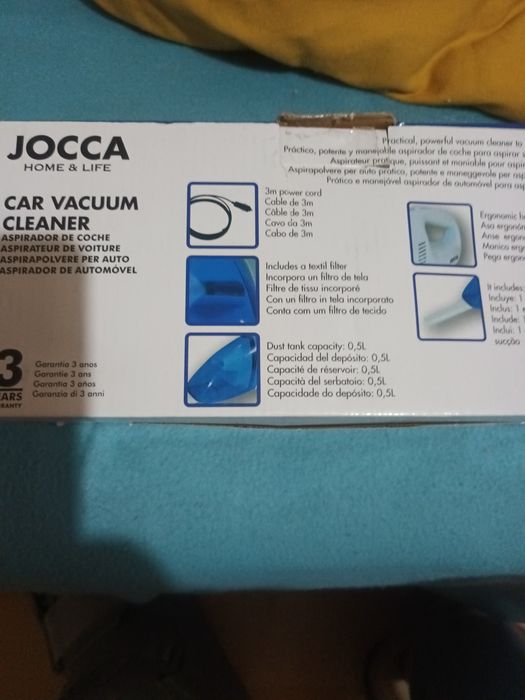 JOCCA
HOME & LIFE
CAR VACUUM
CLEANER
ASPIRADOR DE COCHE
ASPIRATEUR DE VOITURE
ASPIRAPOLVERE PER AUTO
ASPIRADOR DE AUTOMÓVEL
3
Garantia 3 anos
Garantie 3 ans
Garantia 3 años
Garanzia di 3 anni
Practical, powerful vacuum cleaner to
Práctico, potente y manejable aspirador de coche para aspirar
Aspirateur pratique, puissant et maniable pour
Aspirapolvere per auto pratico, potente e maneggevole per
Prático e manejável aspirador de automóvel para
3m power cord
Cable de 3m
Câble de 3m
Cavo da 3m
Cabo de 3m
Includes a textil filter
Incorpora un filtro de tela
Filtre de tissu incorporé
Con un filtro in tela incorporato
Conta com um filtro de tecido
Dust tank capacity: 0,5L
Capacidad del depósito: 0,5L
Capacité de réservoir: 0,5L
Capacità del serbatoio: 0,5L
Capacidade do depósito: 0,5L
Ergonomic
Asa
Anse
Manico
Pega
It includes:
Incluye: 1
Inclus: 1
Include:
Inclui: 1
sucção